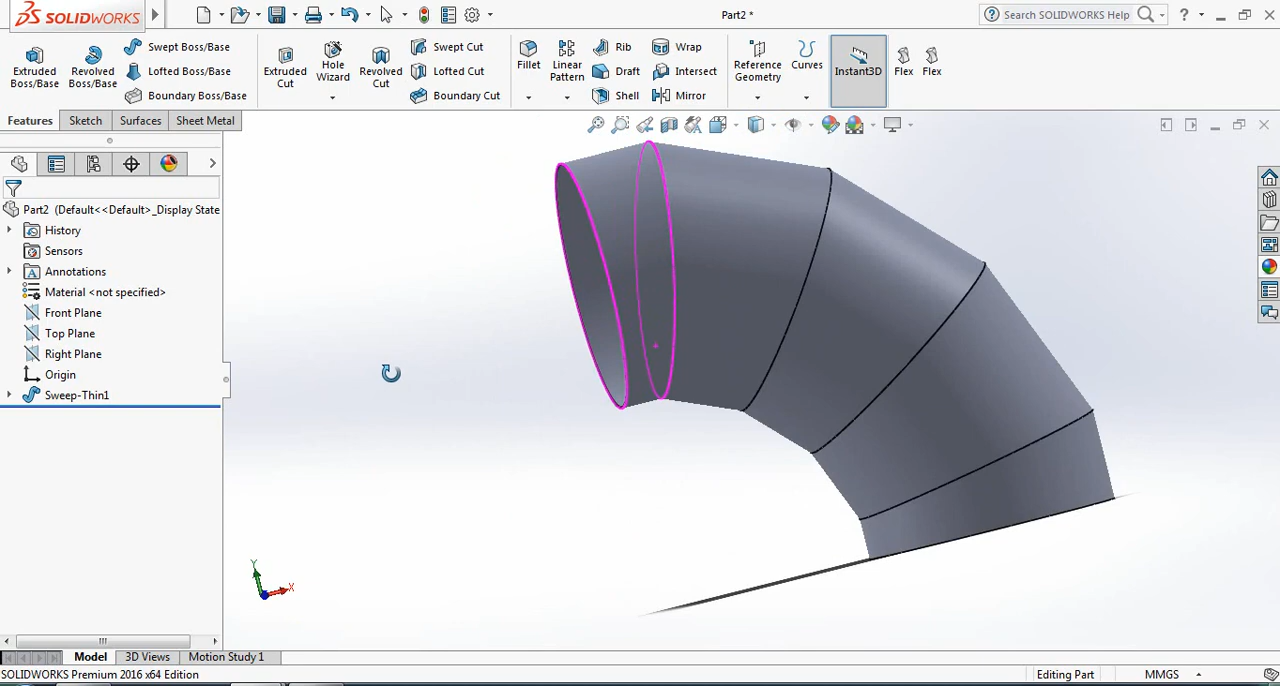 SOLIDWORKS
Part2 *
Search SOLIDWORKS Help
?
Extruded Boss/Base
Revolved Boss/Base
Swept Boss/Base
Lofted Boss/Base
Boundary Boss/Base
Extruded Cut
Hole Wizard
Revolved Cut
Swept Cut
Lofted Cut
Boundary Cut
Fillet
Linear Pattern
Rib
Draft
Shell
Wrap
Intersect
Mirror
Reference Geometry
Curves
Instant3D
Flex
Flex
Features
Sketch
Surfaces
Sheet Metal
Part2 (Default<<Default>_Display State
History
Sensors
Annotations
Material <not specified>
Front Plane
Top Plane
Right Plane
Origin
Sweep-Thin1
Y
X
Model
3D Views
Motion Study 1
SOLIDWORKS Premium 2016 x64 Edition
Editing Part
MMGS